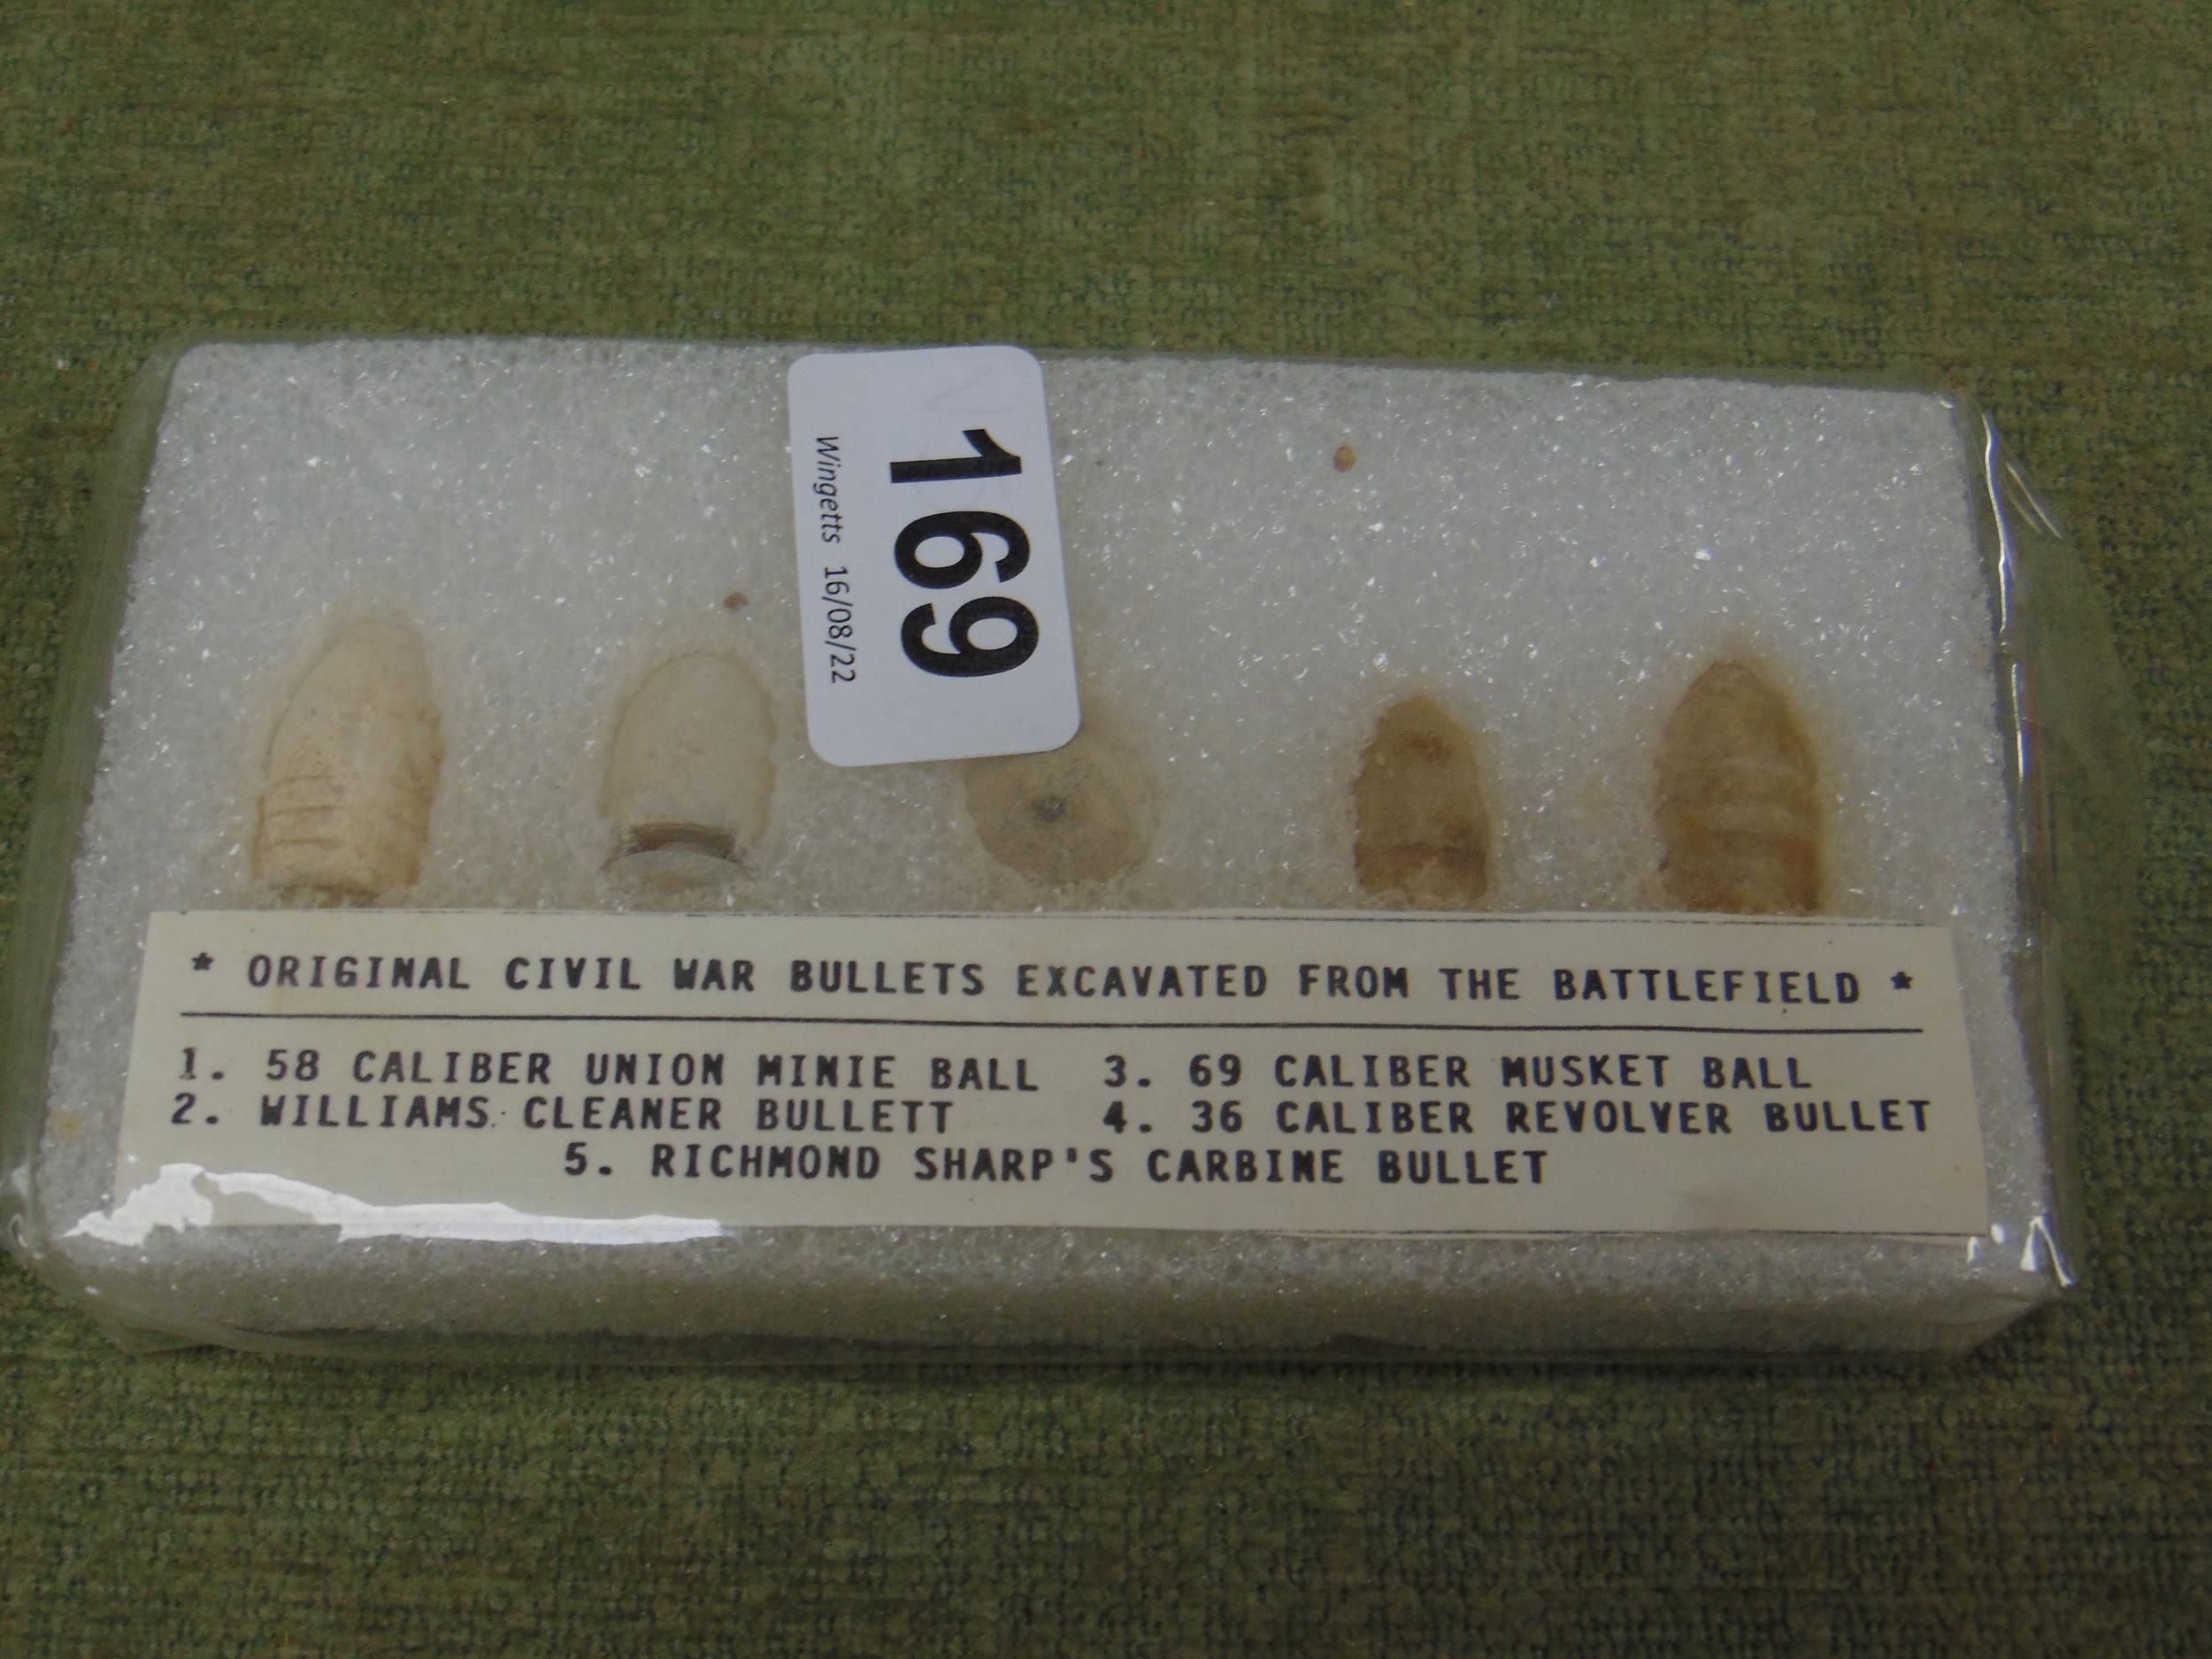 169
Wingetts 16/08/22
* ORIGINAL CIVIL WAR BULLETS EXCAVATED FROM THE BATTLEFIELD *
1. 58 CALIBER UNION MINIE BALL 3. 69 CALIBER MUSKET BALL
2. WILLIAMS CLEANER BULLETT 4. 36 CALIBER REVOLVER BULLET
5. RICHMOND SHARP'S CARBINE BULLET